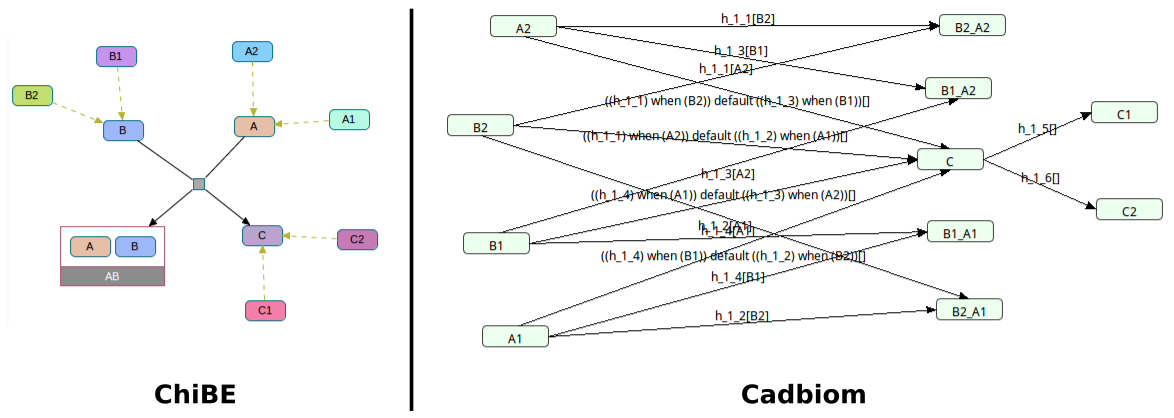 B1
A2
B2
A1
B
A
A B
AB
C
C2
C1
ChiBE
A2
h_1_1[B2]
B2_A2
h_1_3[B1]
h_1_1[A2]
B1_A2
((h_1_1) when (B2)) default ((h_1_3) when (B1))[]
B2
((h_1_1) when (A2)) default ((h_1_2) when (A1))[]
C
h_1_5[]
C1
h_1_3[A2]
h_1_6[]
((h_1_4) when (A1)) default ((h_1_3) when (A2))[]
C2
h_1_2[A1]
h_1_4[A1]
B1
B1_A1
((h_1_4) when (B1)) default ((h_1_2) when (B2))[]
h_1_4[B1]
h_1_2[B2]
B2_A1
A1
Cadbiom